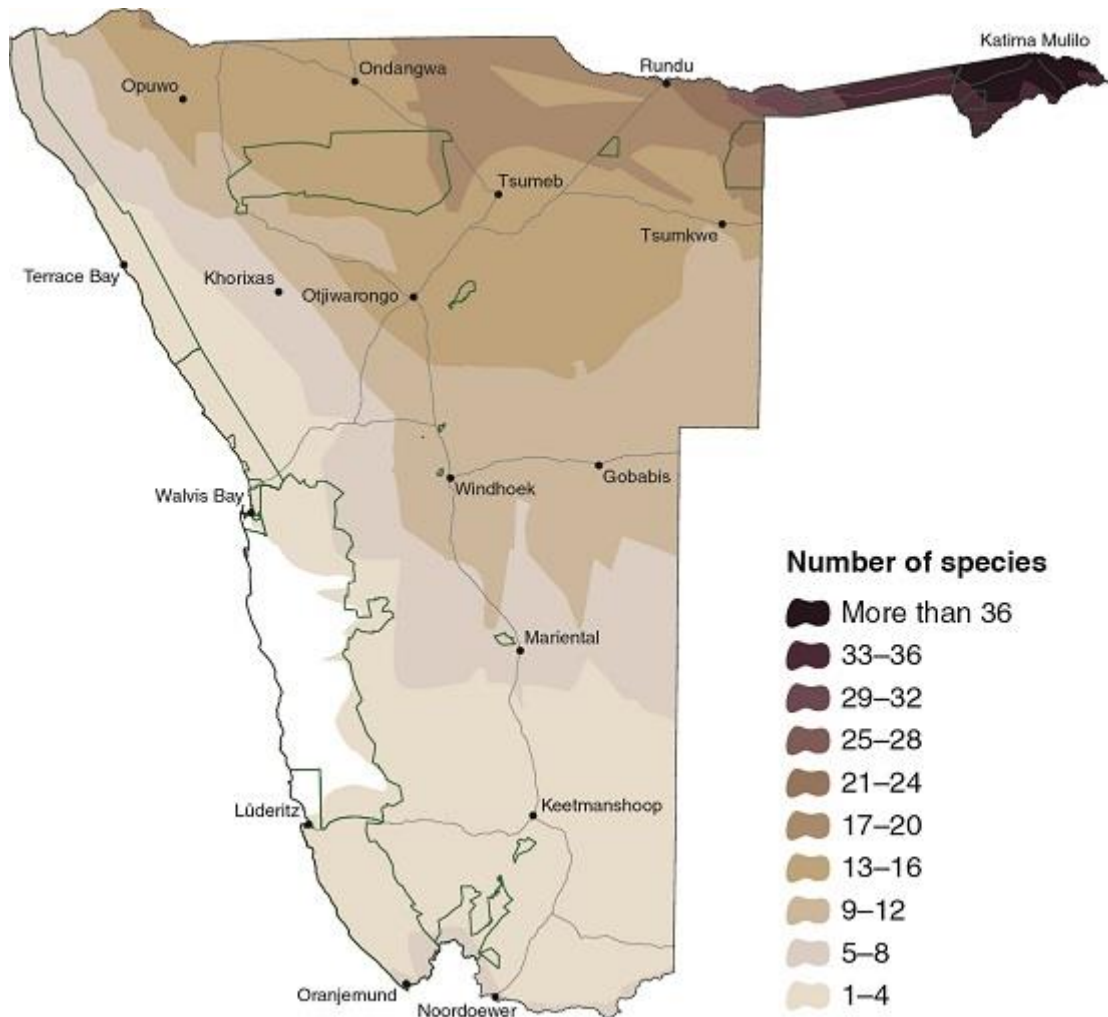 Katima Mulilo
Rundu
Ondangwa
Opuwo
Tsumeb
Tsumkwe
Terrace Bay
Khorixas
Otjiwarongo
Gobabis
Windhoek
Walvis Bay
Number of species
More than 36
Mariental
33–36
29–32
25–28
21–24
Keetmanshoop
Lüderitz
17–20
13–16
9–12
5–8
Oranjemund
1–4
Noordoewer